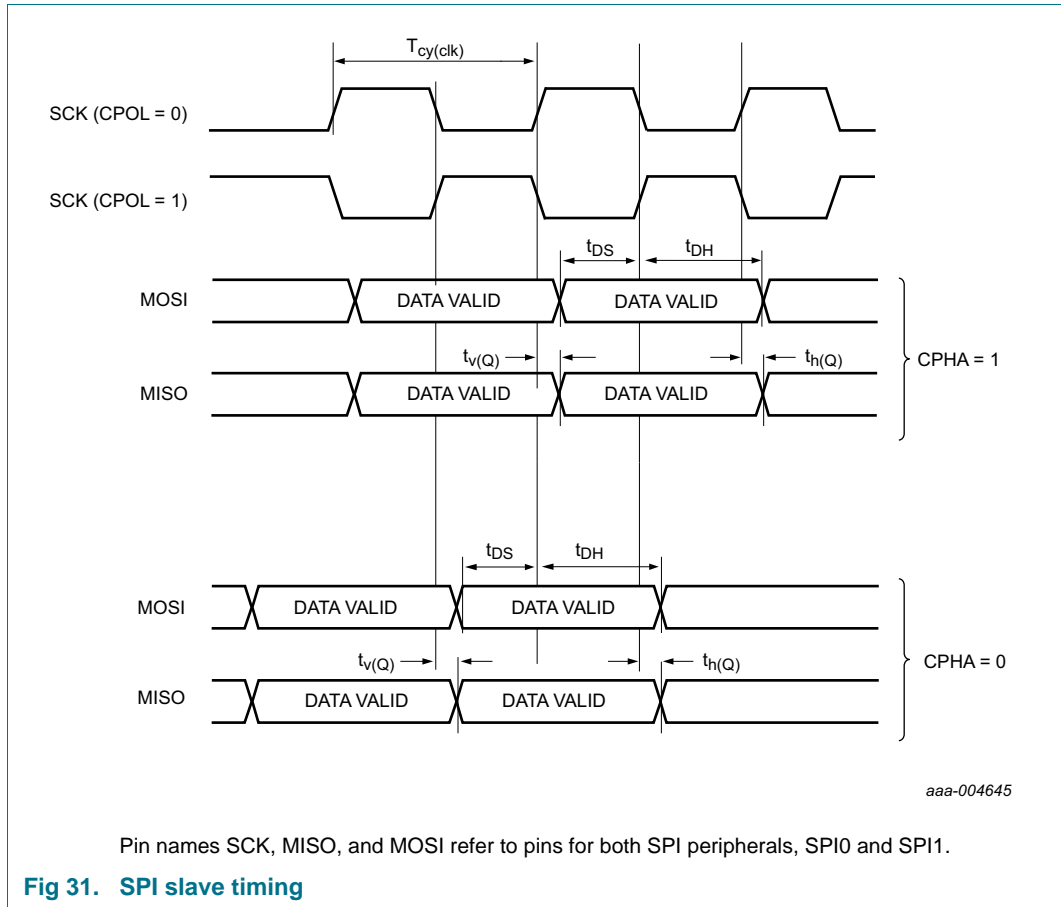 Tcy(clk)
SCK (CPOL = 0)
SCK (CPOL = 1)
tDS tDH
MOSI DATA VALID DATA VALID
tv(Q) th(Q)
CPHA = 1
MISO DATA VALID DATA VALID
tDS tDH
MOSI DATA VALID DATA VALID
tv(Q) th(Q)
CPHA = 0
MISO DATA VALID DATA VALID
aaa-004645
Pin names SCK, MISO, and MOSI refer to pins for both SPI peripherals, SPI0 and SPI1.
Fig 31. SPI slave timing